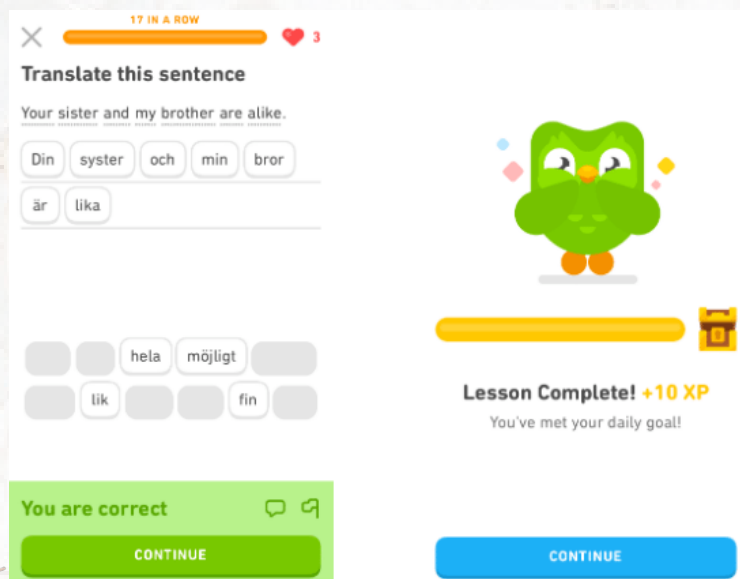 17 IN A ROW
3
Translate this sentence
Your sister and my brother are alike.
Din syster och min bror
är lika
hela möjligt
lik fin
You are correct
CONTINUE
Lesson Complete! +10 XP
You've met your daily goal!
CONTINUE